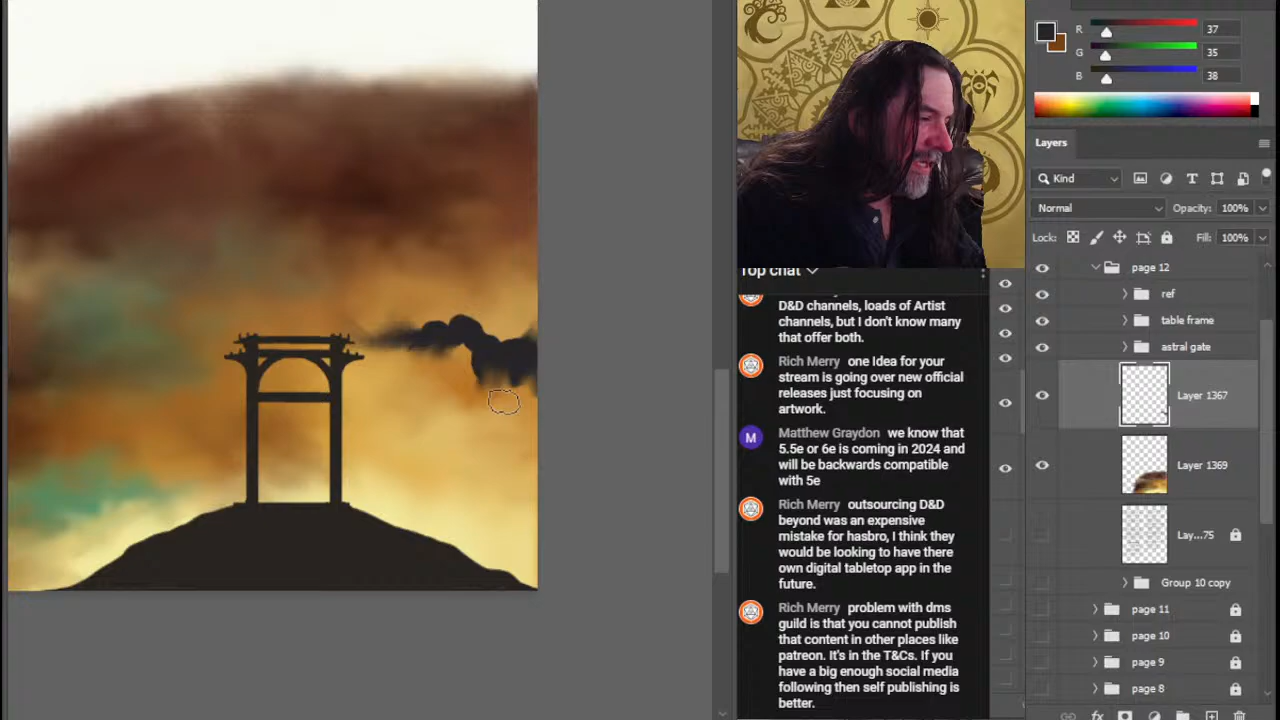 R 37
G 35
B 38
Layers
Kind
Normal Opacity: 100%
Lock: Fill: 100%
page 12
ref
table frame
astral gate
Layer 1367
Layer 1369
Lay...75
Group 10 copy
page 11
page 10
page 9
page 8
Top chat
D&D channels, loads of Artist
channels, but I don't know many
that offer both.
Rich Merry one Idea for your
stream is going over new official
releases just focusing on
artwork.
M Matthew Graydon we know that
5.5e or 6e is coming in 2024 and
will be backwards compatible
with 5e
Rich Merry outsourcing D&D
beyond was an expensive
mistake for hasbro, I think they
would be looking to have there
own digital tabletop app in the
future.
Rich Merry problem with dms
guild is that you cannot publish
that content in other places like
patreon. It's in the T&Cs. If you
have a big enough social media
following then self publishing is
better.